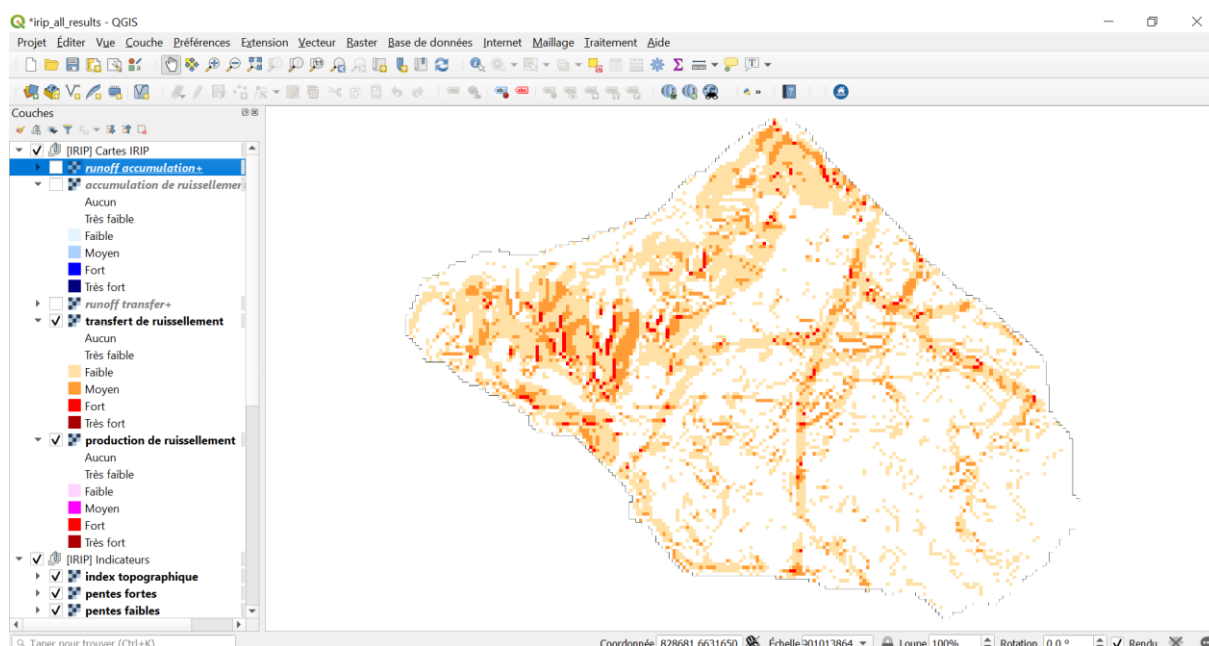 *irip_all_results - QGIS
Projet Éditer Vue Couche Préférences Extension Vecteur Raster Base de données Internet Maillage Traitement Aide
Couches
[IRIP] Cartes IRIP
runoff accumulation+
accumulation de ruissellemer
Aucun
Très faible
Faible
Moyen
Fort
Très fort
runoff transfer+
transfert de ruissellement
Aucun
Très faible
Faible
Moyen
Fort
Très fort
production de ruissellement
Aucun
Très faible
Faible
Moyen
Fort
Très fort
[IRIP] Indicateurs
index topographique
pentes fortes
pentes faibles
Taper pour trouver (Ctrl+K) Coordonnée 828681,6631650 Échelle 901013864 Loupe 100% Rotation 0,0 ° Rendu